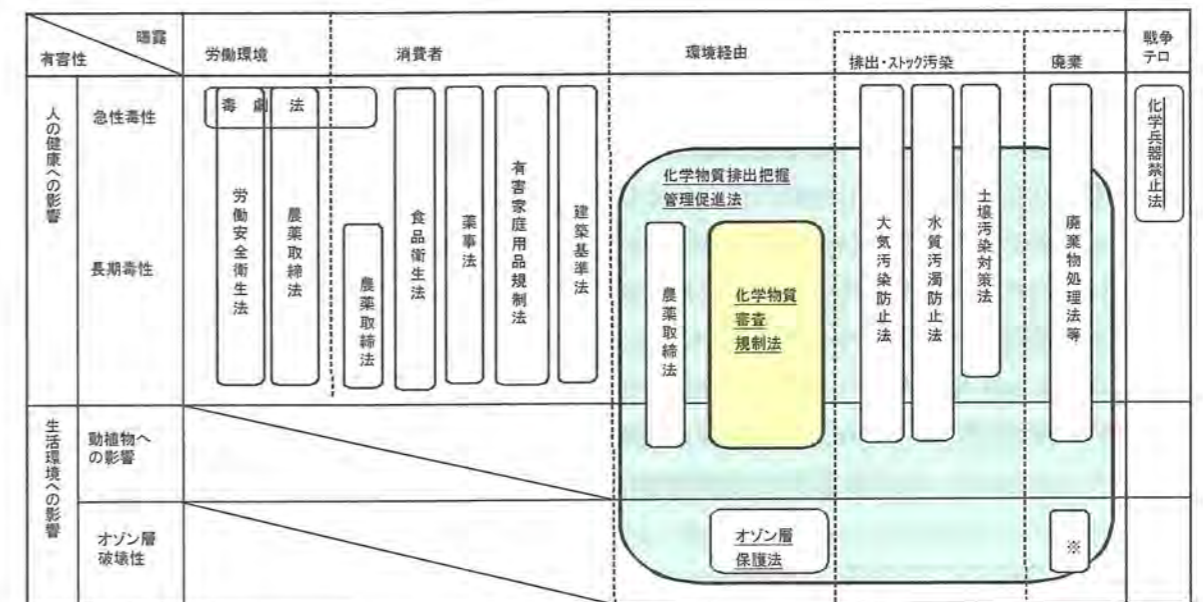 曝露
有害性
労働環境
消費者
環境経由
排出・ストック汚染
廃棄
戦争
テロ
人の健康への影響
急性毒性
長期毒性
毒劇法
労働安全衛生法
農薬取締法
農薬取締法
食品衛生法
薬事法
有害家庭用品規制法
建築基準法
化学物質排出把握
管理促進法
農薬取締法
化学物質
審査
規制法
大気汚染防止法
水質汚濁防止法
土壌汚染対策法
廃棄物処理法等
化学兵器禁止法
生活環境への影響
動植物へ
の影響
オゾン層
破壊性
オゾン層
保護法
※